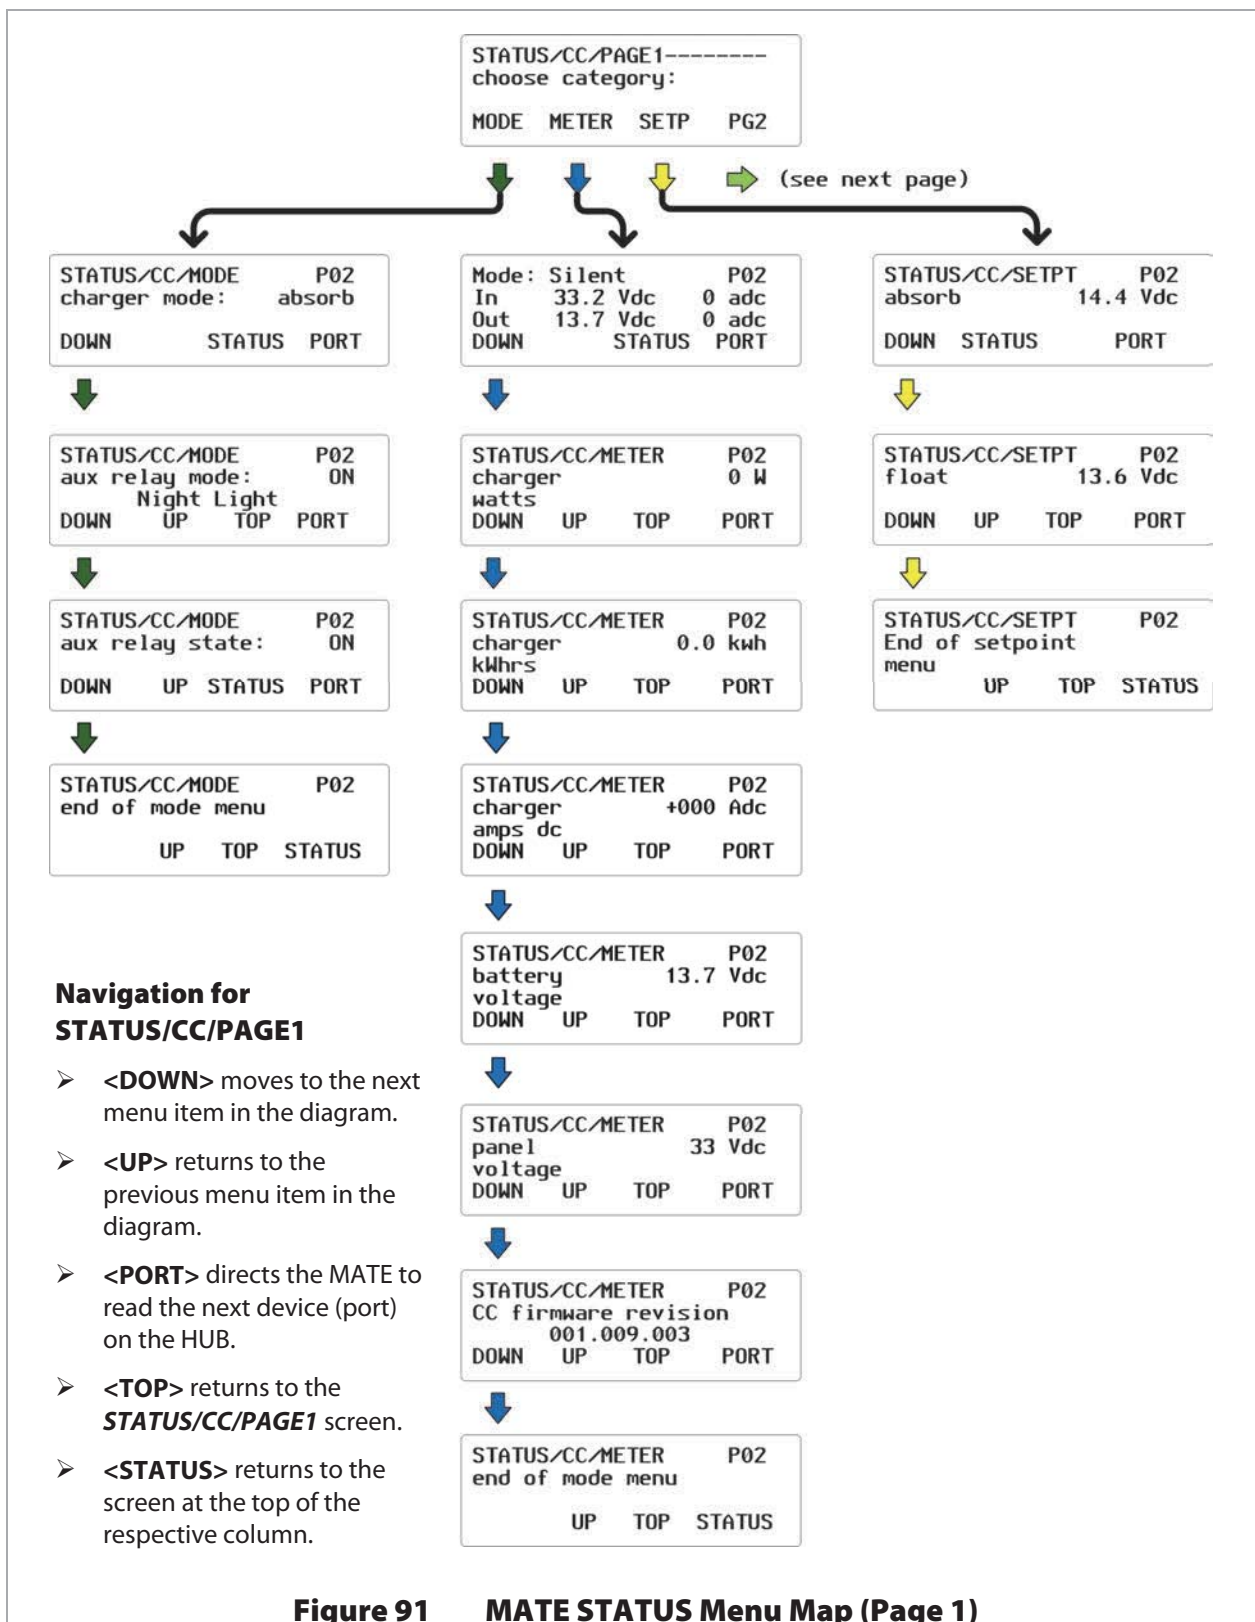 STATUS/CC/PAGE1--------
choose category:
MODE METER SETP PG2
(see next page)
STATUS/CC/MODE P02
charger mode: absorb
DOWN STATUS PORT
STATUS/CC/MODE P02
aux relay mode: ON
Night Light
DOWN UP TOP PORT
STATUS/CC/MODE P02
aux relay state: ON
DOWN UP STATUS PORT
STATUS/CC/MODE P02
end of mode menu
UP TOP STATUS
Mode: Silent P02
In 33.2 Vdc 0 adc
Out 13.7 Vdc 0 adc
DOWN STATUS PORT
STATUS/CC/METER P02
charger 0 W
watts
DOWN UP TOP PORT
STATUS/CC/METER P02
charger 0.0 kwh
kWhrs
DOWN UP TOP PORT
STATUS/CC/METER P02
charger +000 Adc
amps dc
DOWN UP TOP PORT
STATUS/CC/METER P02
battery 13.7 Vdc
voltage
DOWN UP TOP PORT
STATUS/CC/METER P02
panel 33 Vdc
voltage
DOWN UP TOP PORT
STATUS/CC/METER P02
CC firmware revision
001.009.003
DOWN UP TOP PORT
STATUS/CC/METER P02
end of mode menu
UP TOP STATUS
STATUS/CC/SETPT P02
absorb 14.4 Vdc
DOWN STATUS PORT
STATUS/CC/SETPT P02
float 13.6 Vdc
DOWN UP TOP PORT
STATUS/CC/SETPT P02
End of setpoint
menu
UP TOP STATUS
Navigation for
STATUS/CC/PAGE1
➢ <DOWN> moves to the next
menu item in the diagram.
➢ <UP> returns to the
previous menu item in the
diagram.
➢ <PORT> directs the MATE to
read the next device (port)
on the HUB.
➢ <TOP> returns to the
STATUS/CC/PAGE1 screen.
➢ <STATUS> returns to the
screen at the top of the
respective column.
Figure 91 MATE STATUS Menu Map (Page 1)